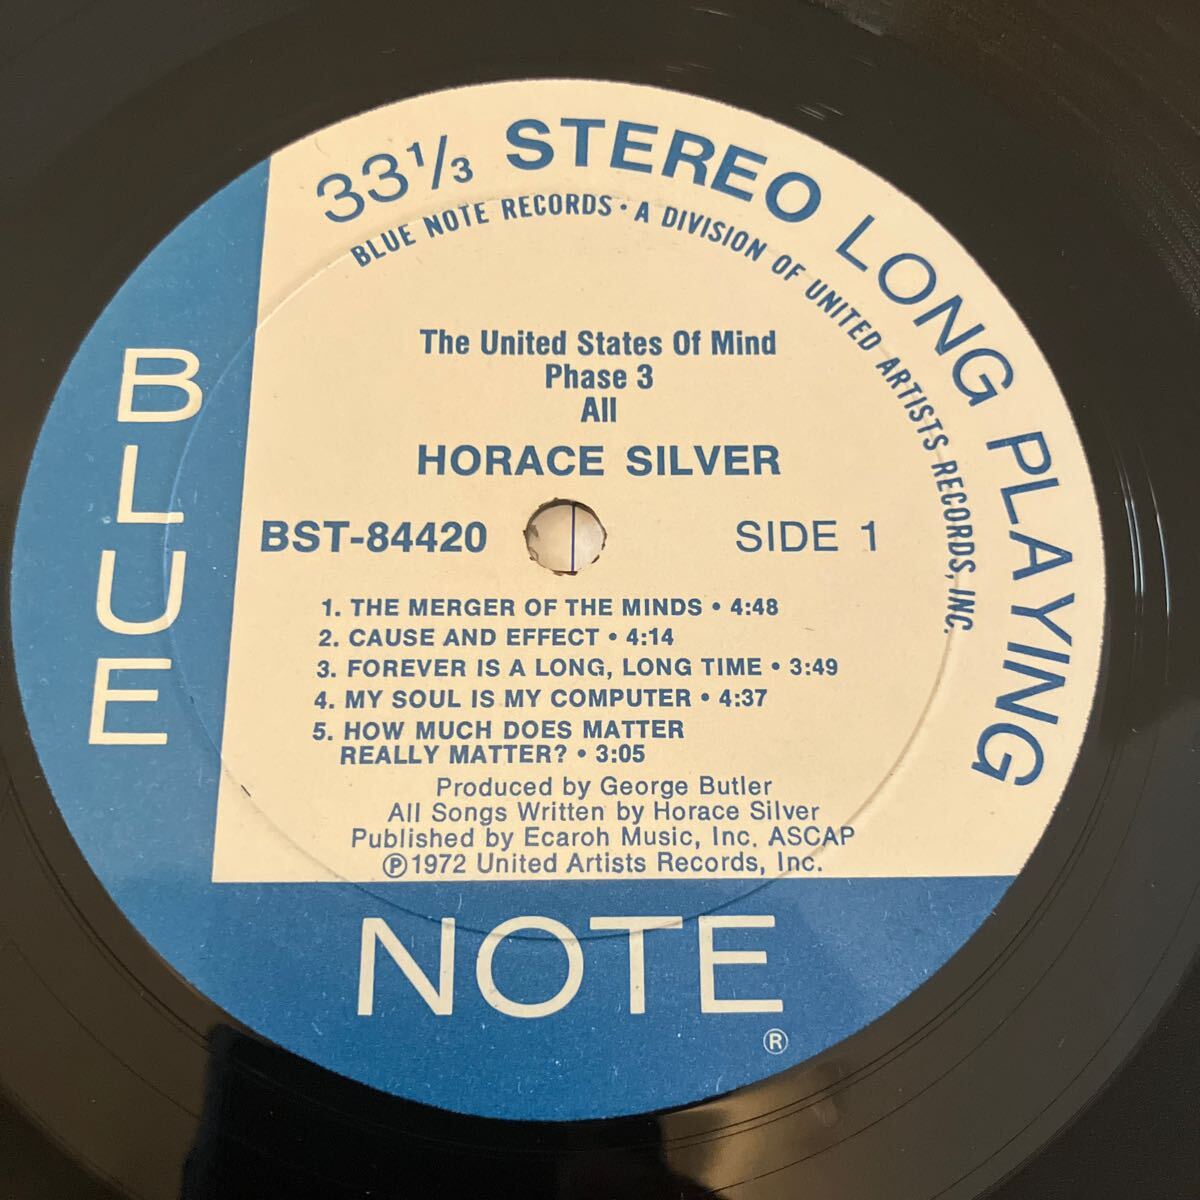 33 1/3 STEREO LONG PLAYING
BLUE NOTE RECORDS · A DIVISION OF UNITED ARTISTS RECORDS, INC.
The United States Of Mind
Phase 3
All
HORACE SILVER
BST-84420
SIDE 1
1. THE MERGER OF THE MINDS • 4:48
2. CAUSE AND EFFECT • 4:14
3. FOREVER IS A LONG, LONG TIME • 3:49
4. MY SOUL IS MY COMPUTER • 4:37
5. HOW MUCH DOES MATTER
REALLY MATTER? • 3:05
Produced by George Butler
All Songs Written by Horace Silver
Published by Ecaroh Music, Inc. ASCAP
℗1972 United Artists Records, Inc.
BLUE
NOTE
®